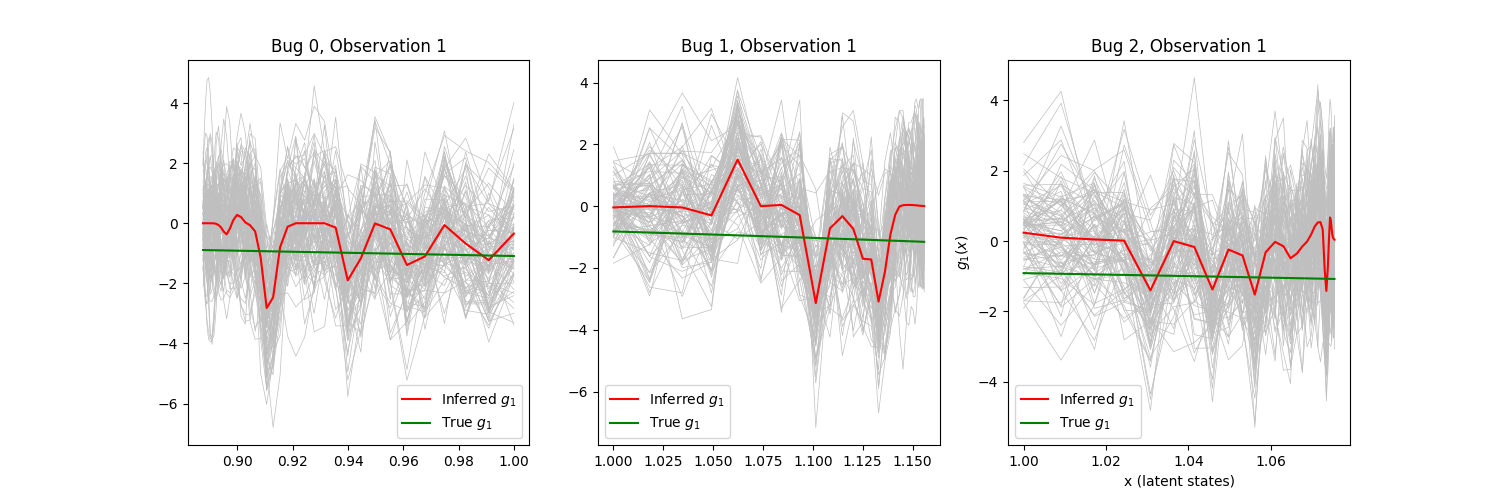 Bug 0, Observation 1
4
2
0
−2
−4
−6
0.90 0.92 0.94 0.96 0.98 1.00
Inferred g₁
True g₁
Bug 1, Observation 1
4
2
0
−2
−4
−6
1.000 1.025 1.050 1.075 1.100 1.125 1.150
Inferred g₁
True g₁
Bug 2, Observation 1
g₁(x)
4
2
0
−2
−4
1.00 1.02 1.04 1.06
x (latent states)
Inferred g₁
True g₁